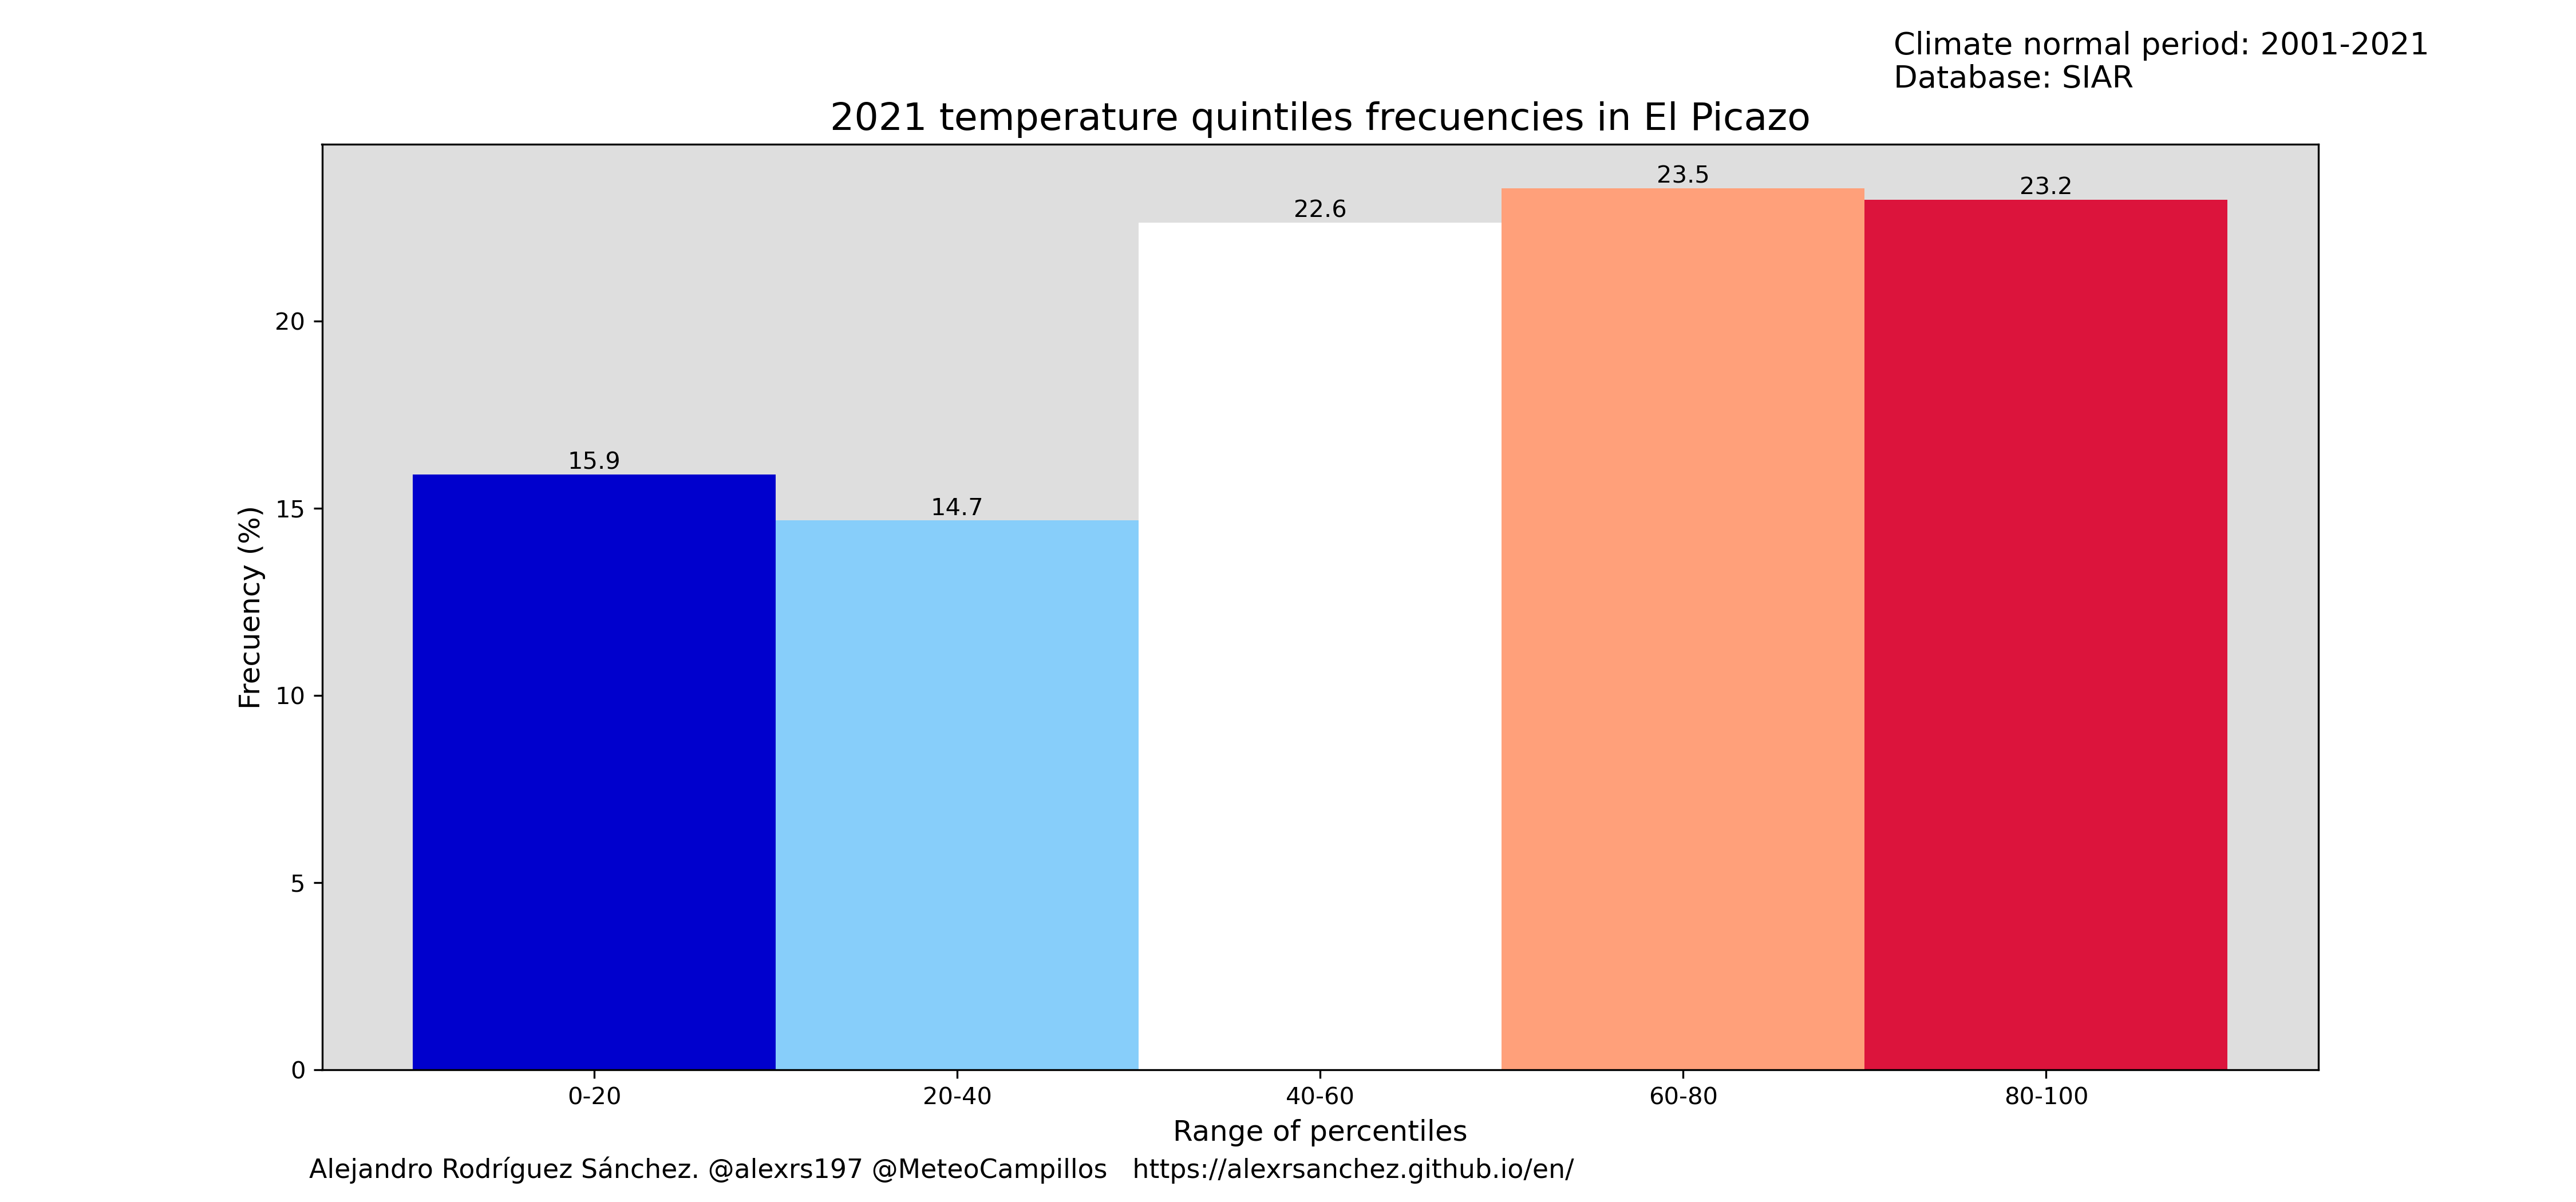 Climate normal period: 2001-2021
Database: SIAR
2021 temperature quintiles frecuencies in El Picazo
23.5
23.2
22.6
20
15.9
15
14.7
Frecuency (%)
10
5
0
0-20
20-40
40-60
60-80
80-100
Range of percentiles
Alejandro Rodríguez Sánchez. @alexrs197 @MeteoCampillos https://alexrsanchez.github.io/en/